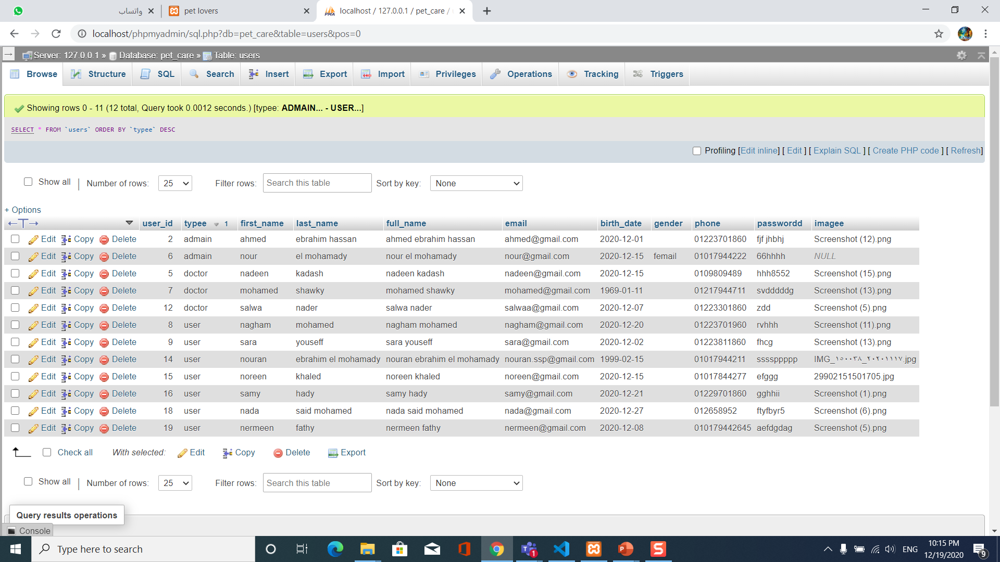 واتساب
pet lovers
localhost / 127.0.0.1 / pet_care /
localhost/phpmyadmin/sql.php?db=pet_care&table=users&pos=0
Server: 127.0.0.1 » Database: pet_care » Table: users
Browse Structure SQL Search Insert Export Import Privileges Operations Tracking Triggers
Showing rows 0 - 11 (12 total, Query took 0.0012 seconds.) [typee: ADMAIN... - USER...]
SELECT * FROM `users` ORDER BY `typee` DESC
Profiling [Edit inline] [ Edit ] [ Explain SQL ] [ Create PHP code ] [ Refresh]
Show all | Number of rows: 25 Filter rows: Search this table Sort by key: None
+ Options
←T→ user_id typee 1 first_name last_name full_name email birth_date gender phone passwordd imagee
Edit Copy Delete 2 admain ahmed ebrahim hassan ahmed ebrahim hassan ahmed@gmail.com 2020-12-01 01223701860 fjf jhbhj Screenshot (12).png
Edit Copy Delete 6 admain nour el mohamady nour el mohamady nour@gmail.com 2020-12-15 femail 01017944222 66hhhh NULL
Edit Copy Delete 5 doctor nadeen kadash nadeen kadash nadeen@gmail.com 2020-12-15 0109809489 hhh8552 Screenshot (15).png
Edit Copy Delete 7 doctor mohamed shawky mohamed shawky mohamed@gmail.com 1969-01-11 01217944711 svdddddg Screenshot (13).png
Edit Copy Delete 12 doctor salwa nader salwa nader salwaa@gmail.com 2020-12-07 01223301860 zdd Screenshot (5).png
Edit Copy Delete 8 user nagham mohamed nagham mohamed nagham@gmail.com 2020-12-20 01223701960 rvhhh Screenshot (11).png
Edit Copy Delete 9 user sara youseff sara youseff sara@gmail.com 2020-12-02 01223811860 fhcg Screenshot (13).png
Edit Copy Delete 14 user nouran ebrahim el mohamady nouran ebrahim el mohamady nouran.ssp@gmail.com 1999-02-15 01017944211 sssspppppp IMG_١٥٠٠٣٨_٢٠٢٠١١١٧.jpg
Edit Copy Delete 15 user noreen khaled noreen khaled noreen@gmail.com 2020-12-15 01017844277 efggg 29902151501705.jpg
Edit Copy Delete 16 user samy hady samy hady samy@gmail.com 2020-12-21 01229701860 gghhii Screenshot (1).png
Edit Copy Delete 18 user nada said mohamed nada said mohamed nada@gmail.com 2020-12-27 012658952 ftyfbyr5 Screenshot (6).png
Edit Copy Delete 19 user nermeen fathy nermeen fathy nermeen@gmail.com 2020-12-08 010179442645 aefdgdag Screenshot (5).png
Check all With selected: Edit Copy Delete Export
Show all | Number of rows: 25 Filter rows: Search this table Sort by key: None
Query results operations
Console
Type here to search
ENG
10:15 PM
12/19/2020
1
9